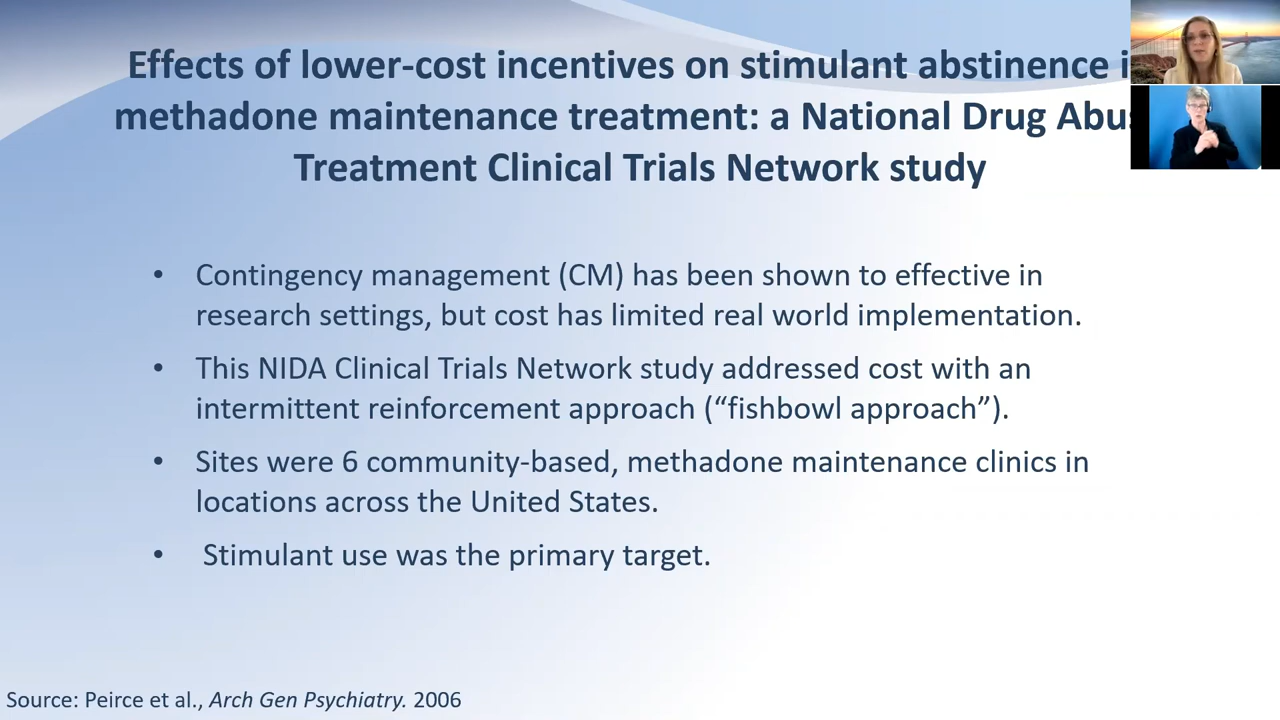 Effects of lower-cost incentives on stimulant abstinence
methadone maintenance treatment: a National Drug
Treatment Clinical Trials Network study
• Contingency management (CM) has been shown to effective in
research settings, but cost has limited real world implementation.
• This NIDA Clinical Trials Network study addressed cost with an
intermittent reinforcement approach (“fishbowl approach”).
• Sites were 6 community-based, methadone maintenance clinics in
locations across the United States.
• Stimulant use was the primary target.
Source: Peirce et al., Arch Gen Psychiatry. 2006